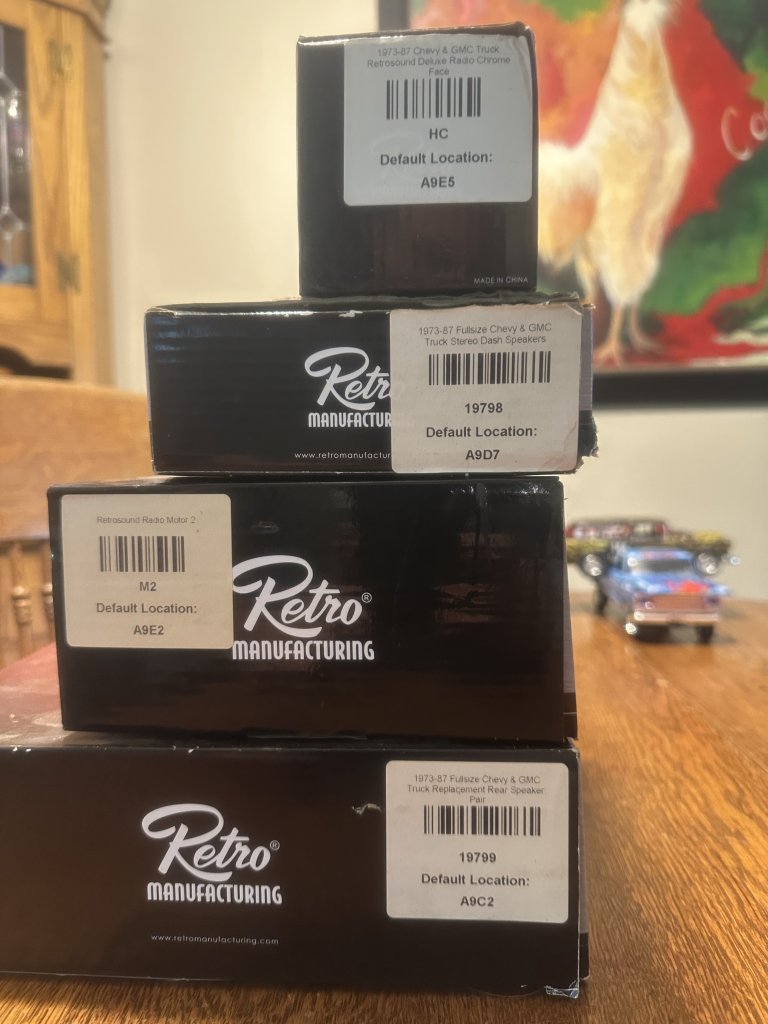 1973-87 Chevy & GMC Truck
Retrosound Deluxe Radio Chrome
Face
HC
Default Location:
A9E5
MADE IN CHINA
Co
Retr
MANUFACTURING
www.retromanufacturi
1973-87 Fullsize Chevy & GMC
Truck Stereo Dash Speakers
19798
Default Location:
A9D7
Retrosound Radio Motor 2
M2
Default Location:
A9E2
Retro®
MANUFACTURING
Retro®
MANUFACTURING
www.retromanufacturing.com
1973-87 Fullsize Chevy & GMC
Truck Replacement Rear Speaker
Pair
19799
Default Location:
A9C2